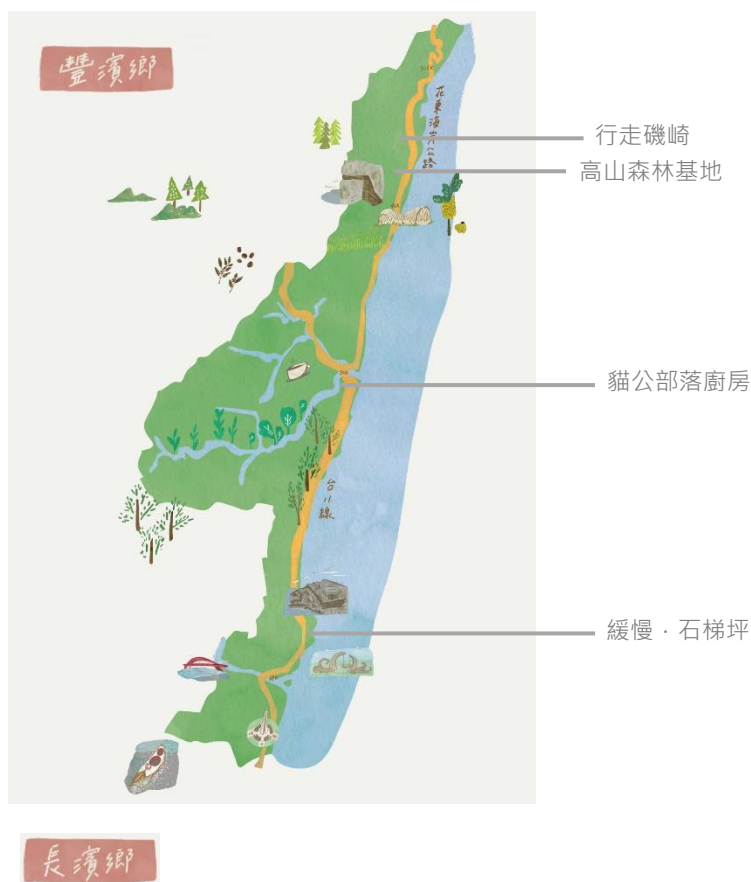 豐濱鄉
花東海岸公路
行走磯崎
高山森林基地
貓公部落廚房
台11線
緩慢．石梯坪
長濱鄉